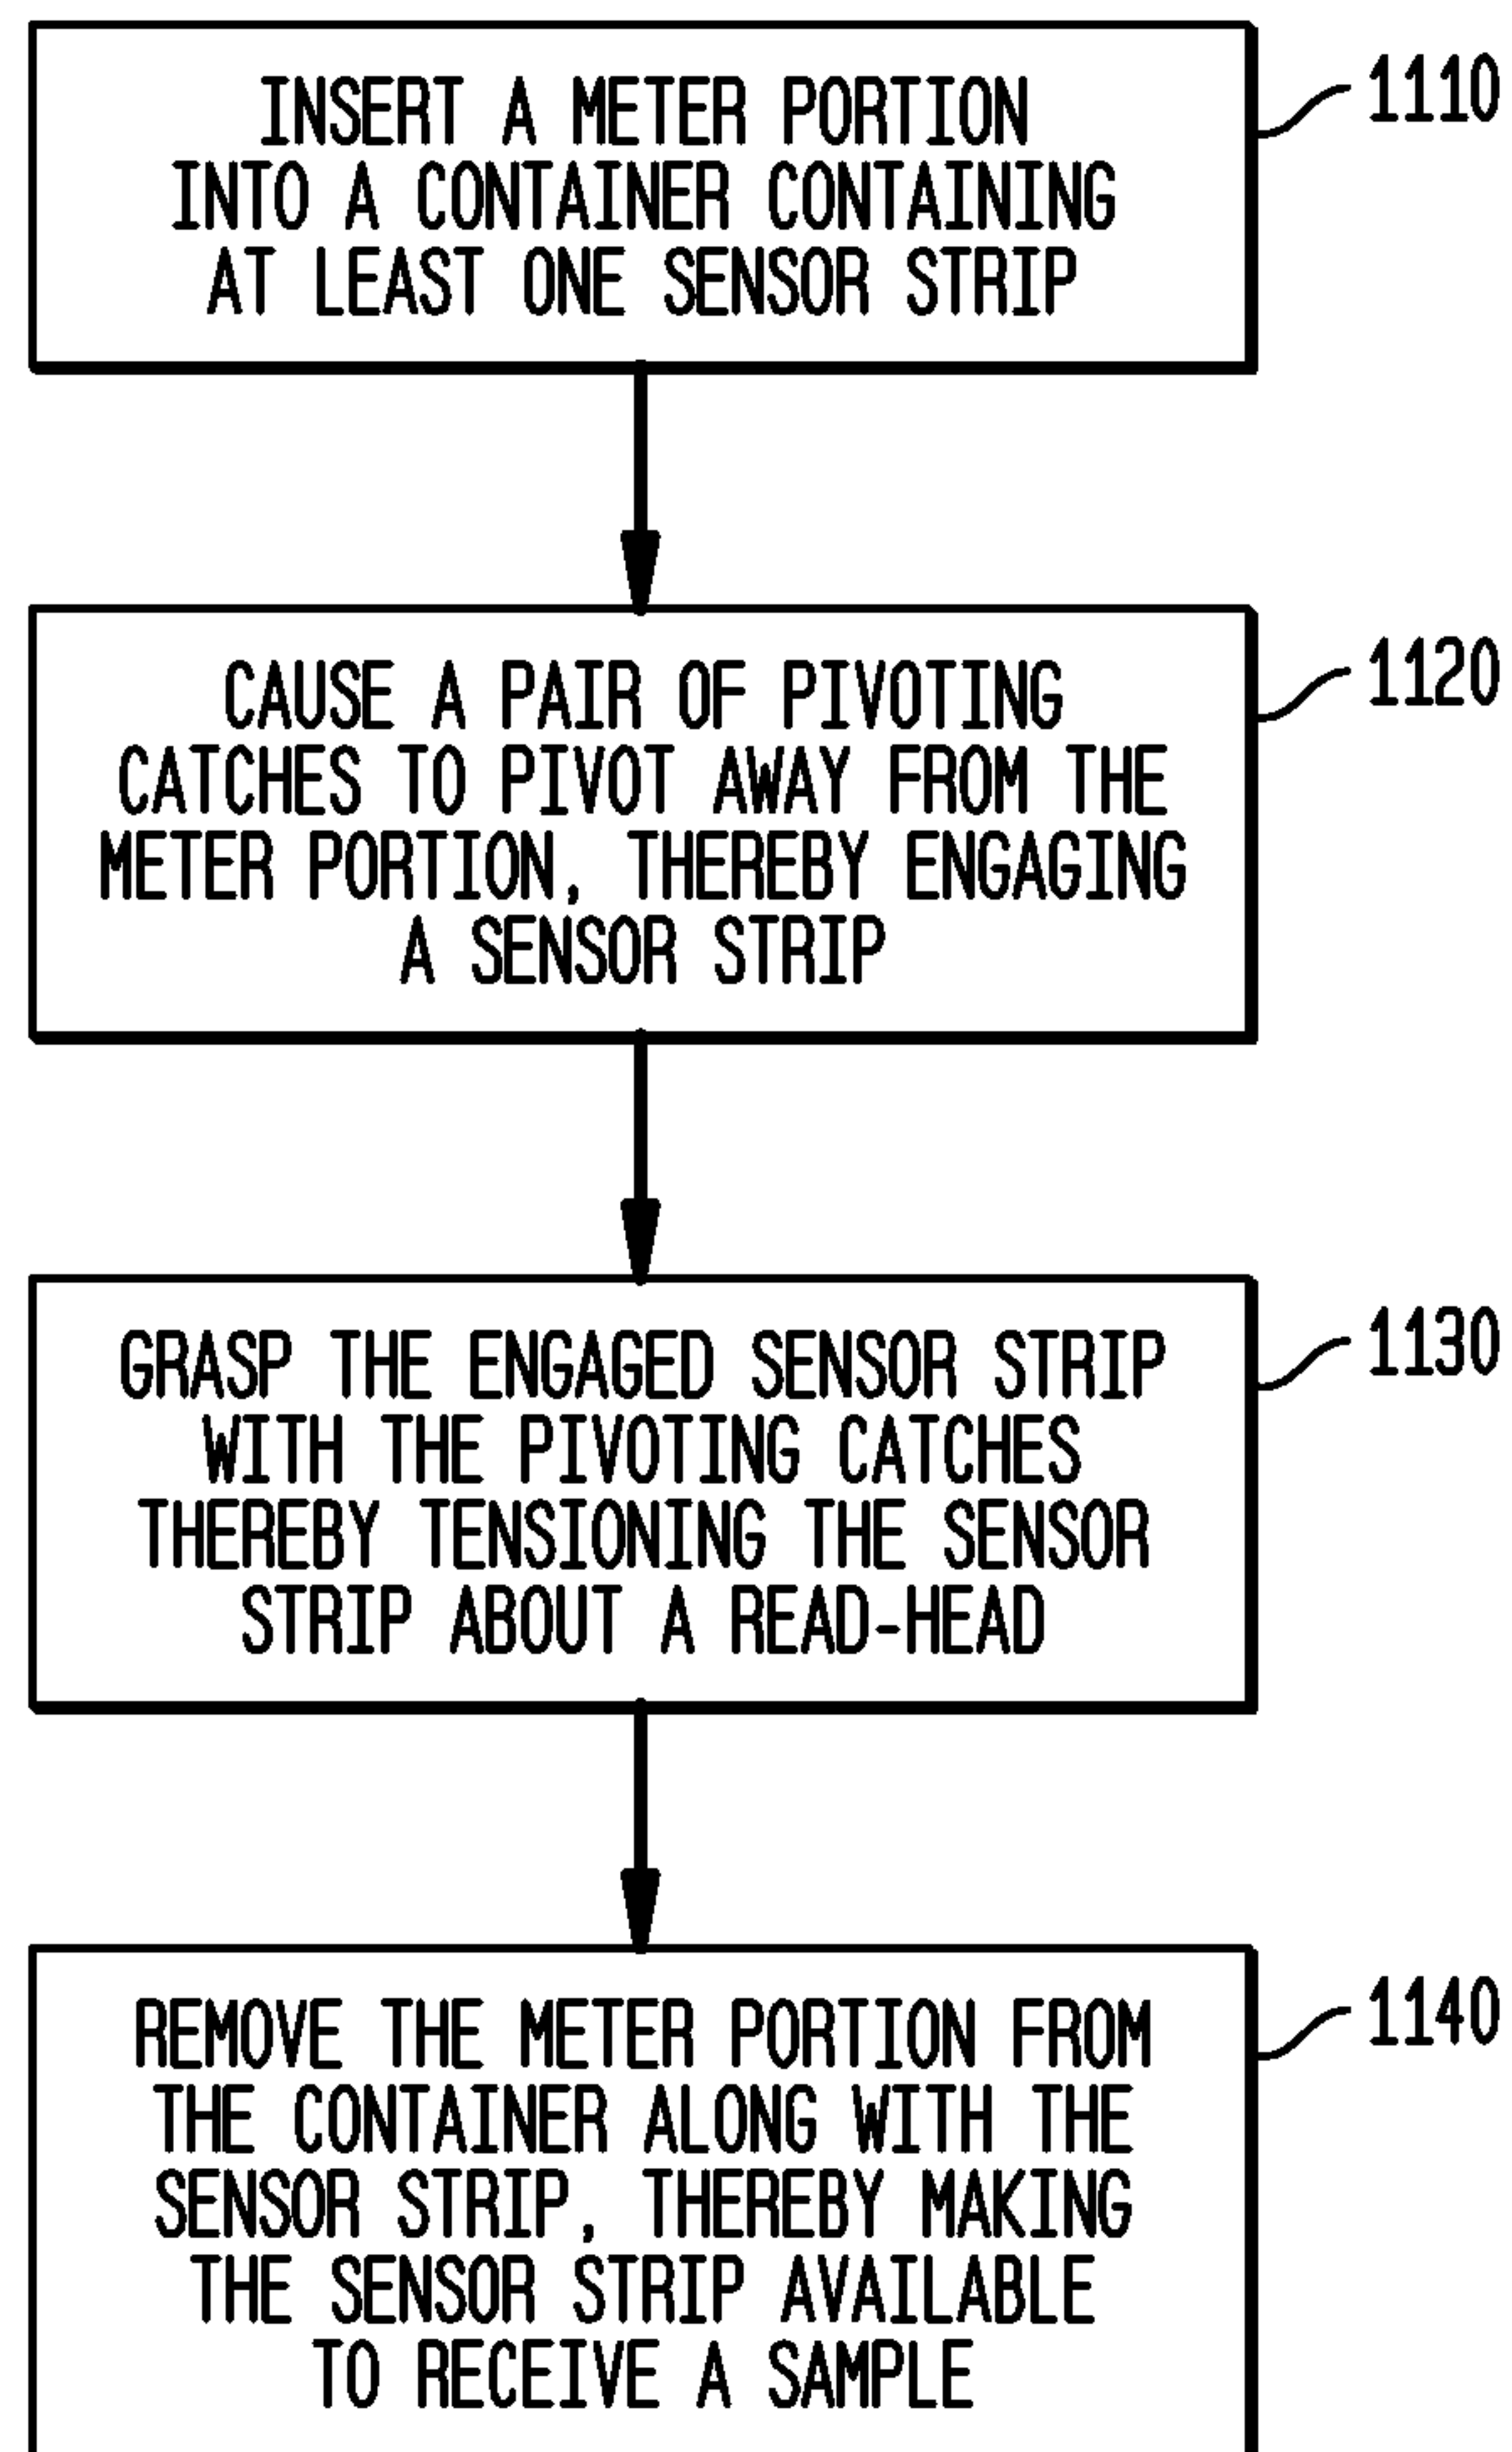 INSERT A METER PORTION
INTO A CONTAINER CONTAINING
AT LEAST ONE SENSOR STRIP
1110
CAUSE A PAIR OF PIVOTING
CATCHES TO PIVOT AWAY FROM THE
METER PORTION, THEREBY ENGAGING
A SENSOR STRIP
1120
GRASP THE ENGAGED SENSOR STRIP
WITH THE PIVOTING CATCHES
THEREBY TENSIONING THE SENSOR
STRIP ABOUT A READ-HEAD
1130
REMOVE THE METER PORTION FROM
THE CONTAINER ALONG WITH THE
SENSOR STRIP, THEREBY MAKING
THE SENSOR STRIP AVAILABLE
TO RECEIVE A SAMPLE
1140